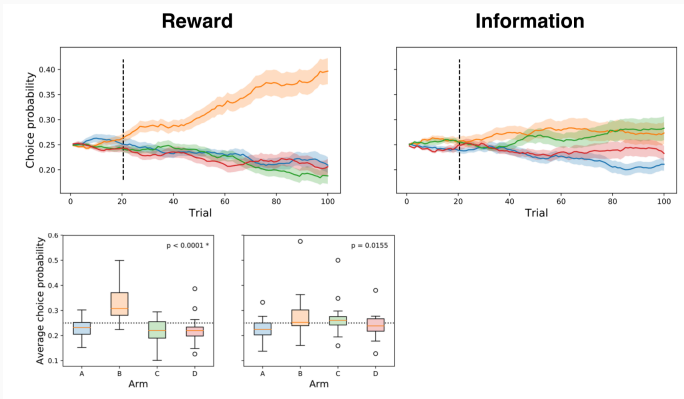 Reward
Information
Choice probability
0.40
0.35
0.30
0.25
0.20
0 20 40 60 80 100
Trial
0 20 40 60 80 100
Trial
Average choice probability
0.6
0.5
0.4
0.3
0.2
0.1
p < 0.0001 *
A B C D
Arm
p = 0.0155
A B C D
Arm